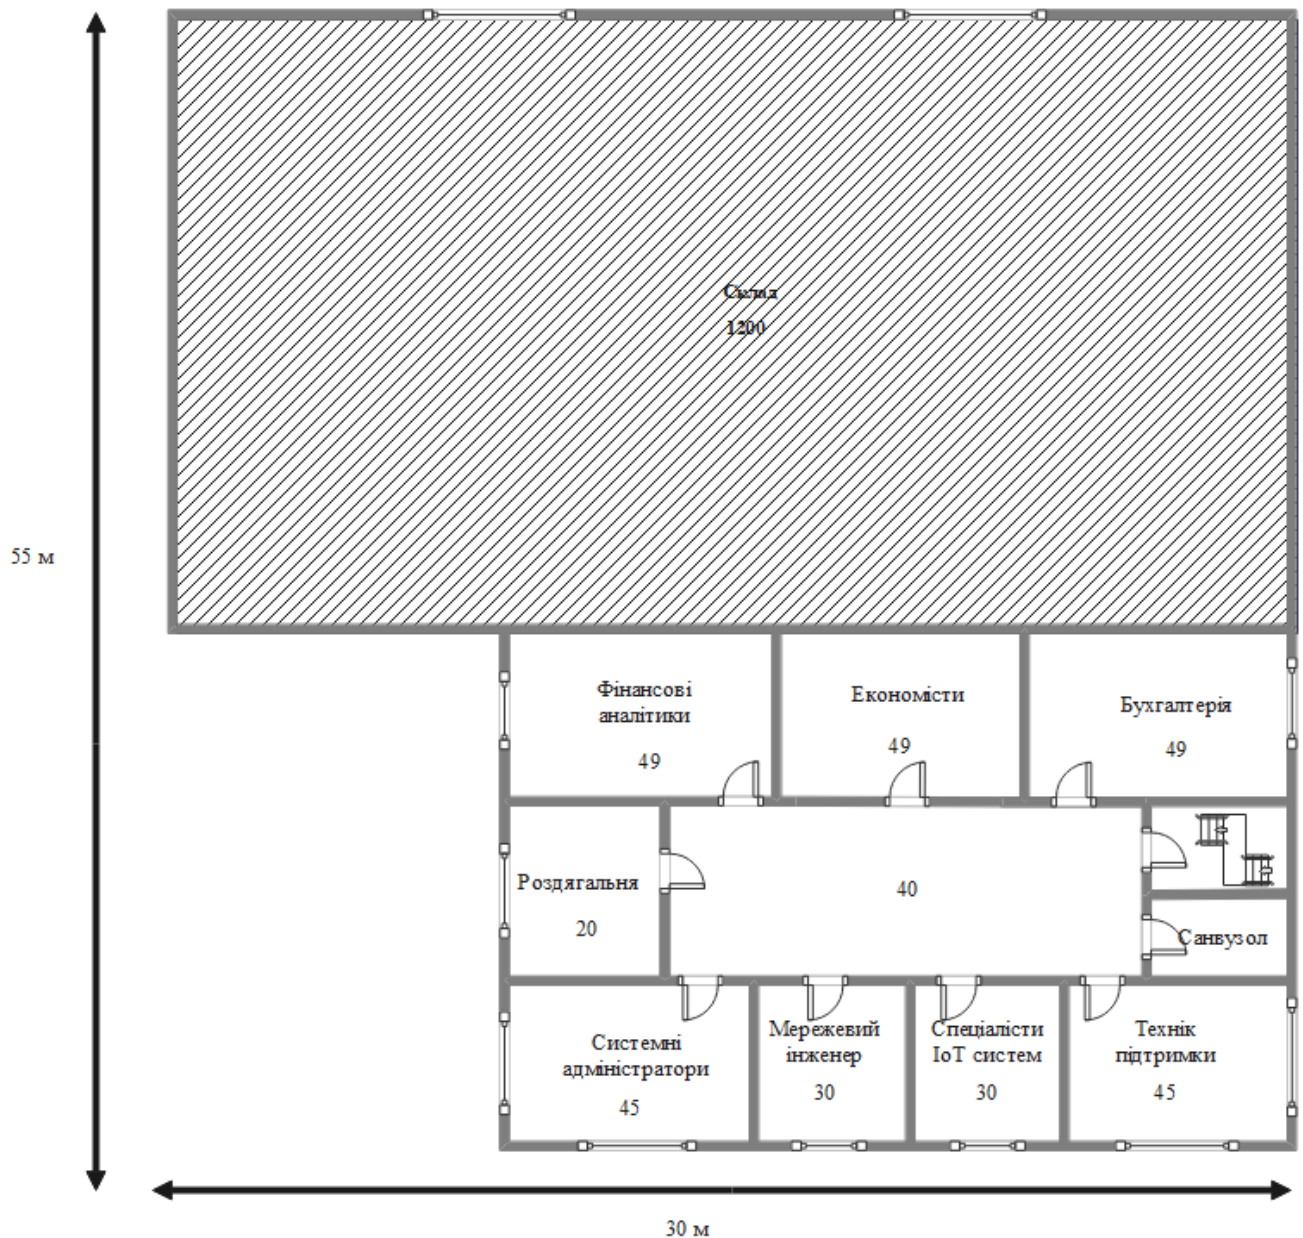 Склад
1200
55 м
Фінансові
аналітики
49
Економісти
49
Бухгалтерія
49
Роздягальня
20
40
Санвузол
Системні
адміністратори
45
Мережевий
інженер
30
Спеціалісти
ІоТ систем
30
Технік
підтримки
45
30 м